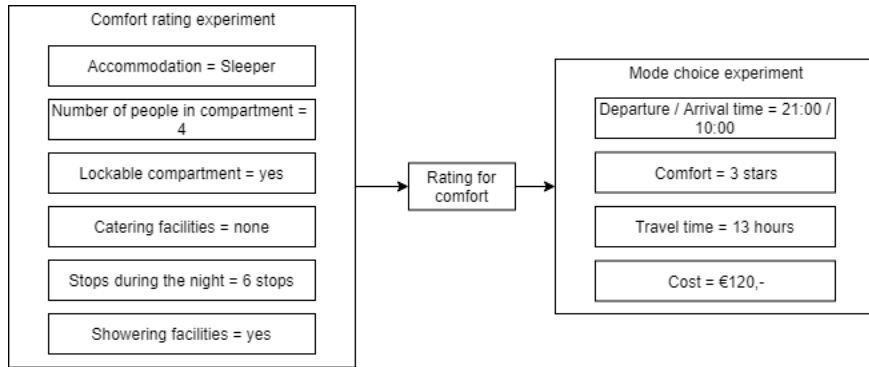 Comfort rating experiment
Accommodation = Sleeper
Number of people in compartment =
4
Lockable compartment = yes
Catering facilities = none
Stops during the night = 6 stops
Showering facilities = yes
Rating for
comfort
Mode choice experiment
Departure / Arrival time = 21:00 /
10:00
Comfort = 3 stars
Travel time = 13 hours
Cost = €120,-